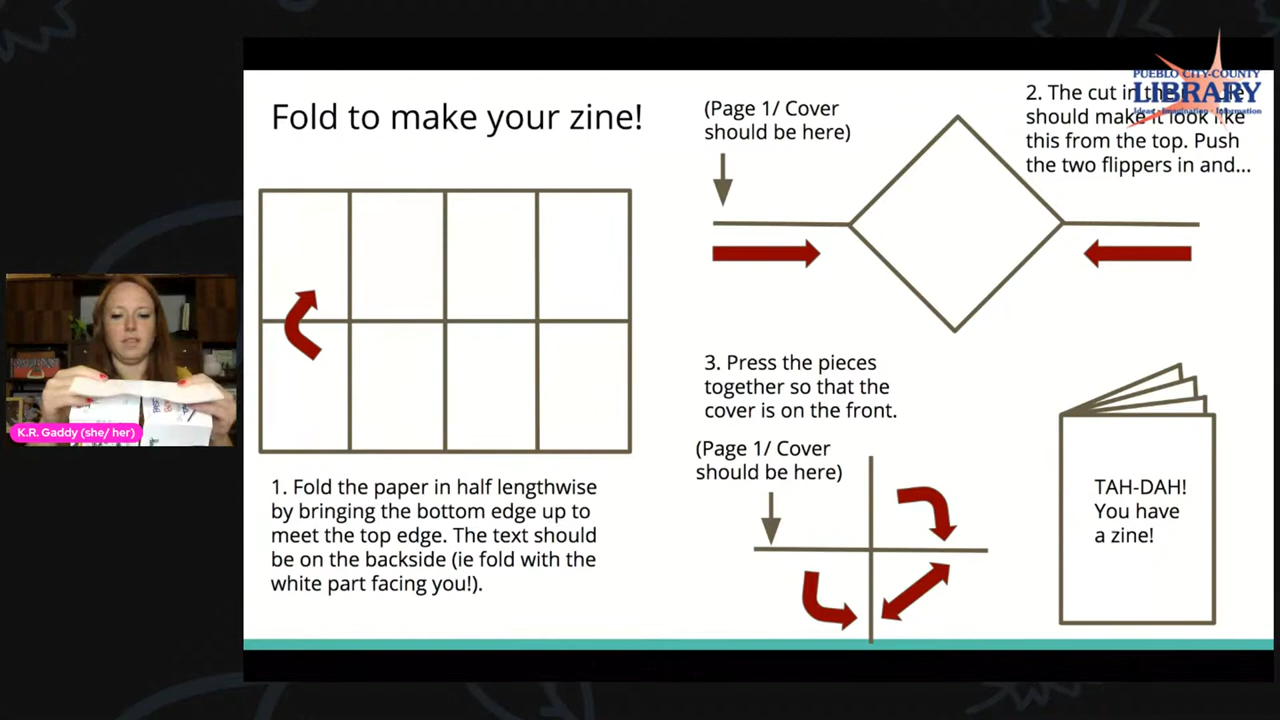 Fold to make your zine!
1. Fold the paper in half lengthwise
by bringing the bottom edge up to
meet the top edge. The text should
be on the backside (ie fold with the
white part facing you!).
(Page 1/ Cover
should be here)
2. The cut in
should make it look like
this from the top. Push
the two flippers in and...
3. Press the pieces
together so that the
cover is on the front.
(Page 1/ Cover
should be here)
TAH-DAH!
You have
a zine!
PUEBLO CITY-COUNTY
LIBRARY
K.R. Gaddy (she/ her)